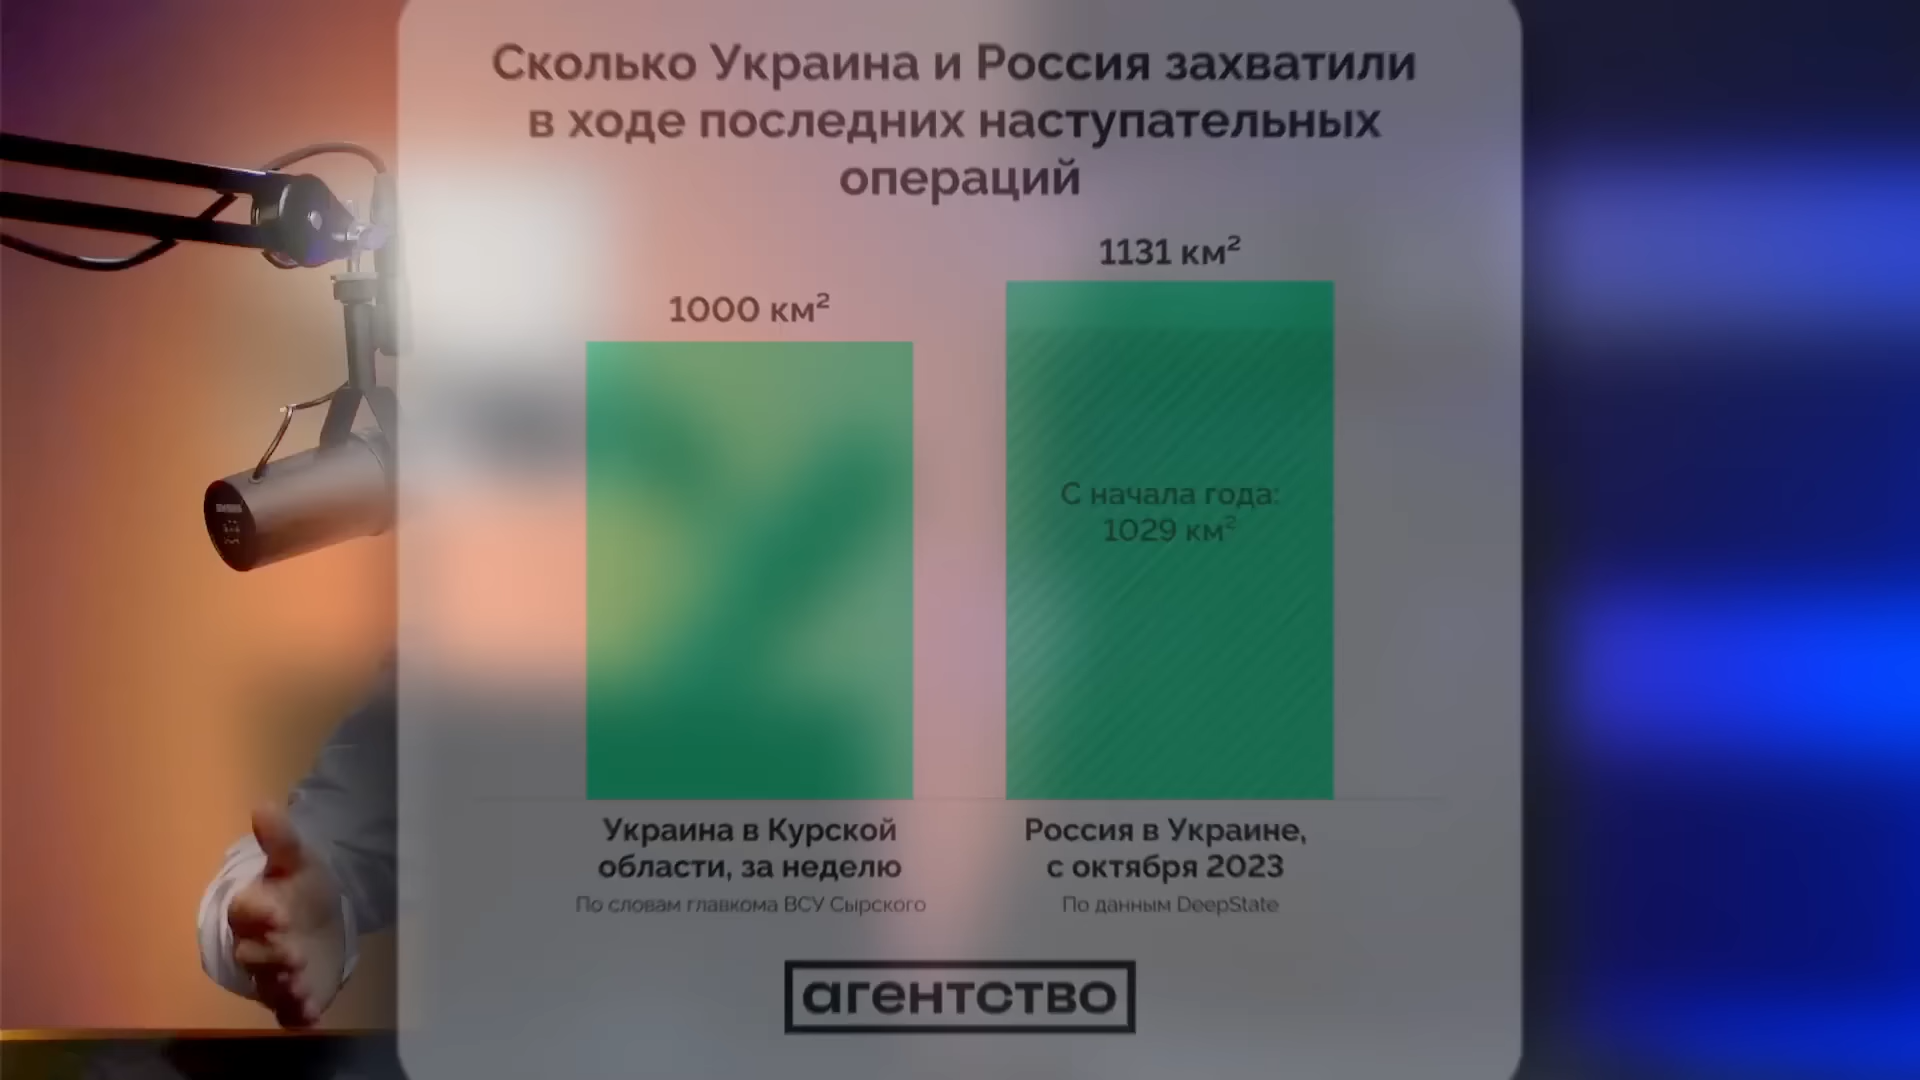 Сколько Украина и Россия захватили
в ходе последних наступательных
операций
1000 км²
1131 км²
С начала года:
1029 км²
Украина в Курской
области, за неделю
По словам главкома ВСУ Сырского
Россия в Украине,
с октября 2023
По данным DeepState
агентство